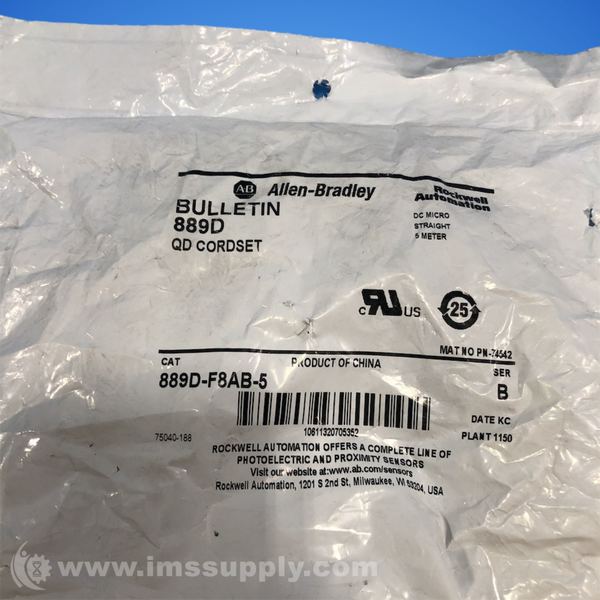 AB Allen-Bradley
Rockwell Automation
BULLETIN
889D
QD CORDSET
DC MICRO
STRAIGHT
5 METER
c RU US 25
MAT NO PN-74542
CAT
PRODUCT OF CHINA
SER
889D-F8AB-5
B
10611320705352
DATE KC
75040-188
PLANT 1150
ROCKWELL AUTOMATION OFFERS A COMPLETE LINE OF
PHOTOELECTRIC AND PROXIMITY SENSORS
Visit our website at:www.ab.com/sensors
Rockwell Automation, 1201 S 2nd St, Milwaukee, WI 53204, USA
www.imssupply.com